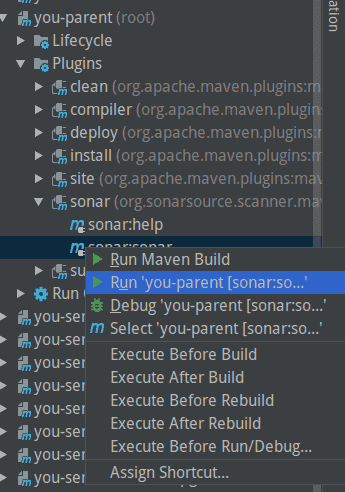 you-parent (root)
Lifecycle
Plugins
clean (org.apache.maven.plugins:m
compiler (org.apache.maven.plugin
deploy (org.apache.maven.plugins:
install (org.apache.maven.plugins:
site (org.apache.maven.plugins:ma
sonar (org.sonarsource.scanner.ma
sonar:help
sonar:sonar
su
Run
you-ser
you-ser
you-ser
you-ser
you-ser
you-ser
you-ser
you-ser
Run Maven Build
Run 'you-parent [sonar:so...'
Debug 'you-parent [sonar:so...'
Select 'you-parent [sonar:so...'
Execute Before Build
Execute After Build
Execute Before Rebuild
Execute After Rebuild
Execute Before Run/Debug...
Assign Shortcut...